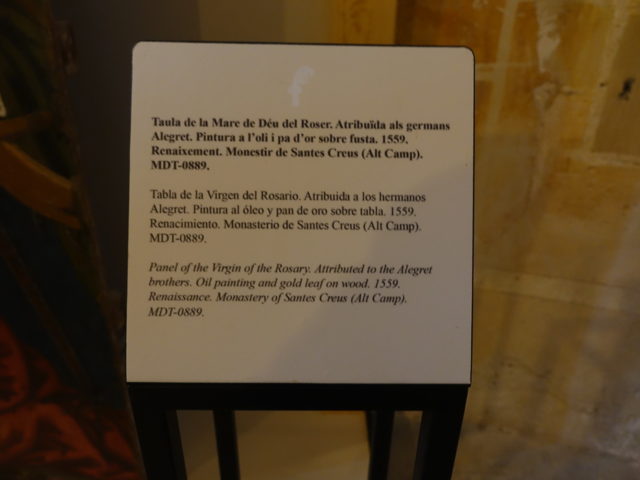 Taula de la Mare de Déu del Roser. Atribuïda als germans
Alegret. Pintura a l'oli i pa d'or sobre fusta. 1559.
Renaixement. Monestir de Santes Creus (Alt Camp).
MDT-0889.
Tabla de la Virgen del Rosario. Atribuida a los hermanos
Alegret. Pintura al óleo y pan de oro sobre tabla. 1559.
Renacimiento. Monasterio de Santes Creus (Alt Camp).
MDT-0889.
Panel of the Virgin of the Rosary. Attributed to the Alegret
brothers. Oil painting and gold leaf on wood. 1559.
Renaissance. Monastery of Santes Creus (Alt Camp).
MDT-0889.